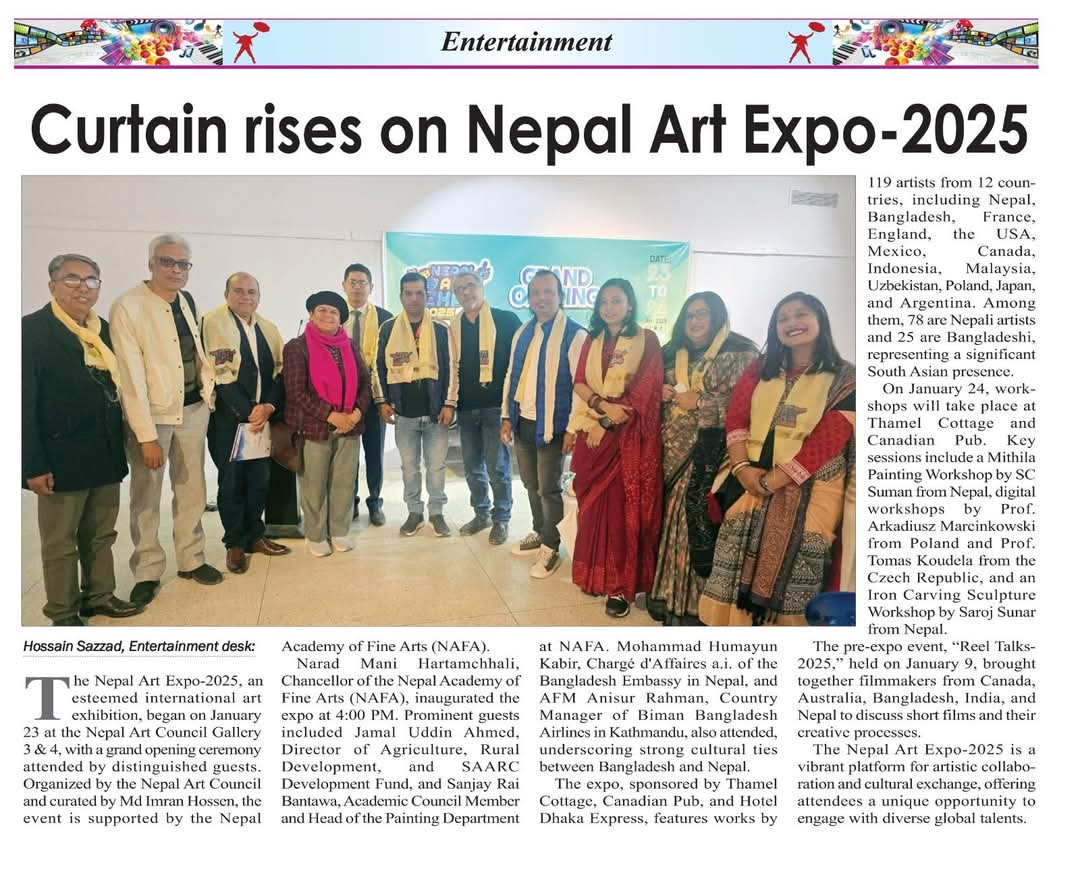 Entertainment
Curtain rises on Nepal Art Expo-2025
NEPAL
2025
GRAND
DATE:
23
TO
Hossain Sazzad, Entertainment desk:
The Nepal Art Expo-2025, an
esteemed international art
exhibition, began on January
23 at the Nepal Art Council Gallery
3 & 4, with a grand opening ceremony
attended by distinguished guests.
Organized by the Nepal Art Council
and curated by Md Imran Hossen, the
event is supported by the Nepal
Academy of Fine Arts (NAFA).
Narad Mani Hartamchhali,
Chancellor of the Nepal Academy of
Fine Arts (NAFA), inaugurated the
expo at 4:00 PM. Prominent guests
included Jamal Uddin Ahmed,
Director of Agriculture, Rural
Development, and SAARC
Development Fund, and Sanjay Rai
Bantawa, Academic Council Member
and Head of the Painting Department
at NAFA. Mohammad Humayun
Kabir, Chargé d'Affaires a.i. of the
Bangladesh Embassy in Nepal, and
AFM Anisur Rahman, Country
Manager of Biman Bangladesh
Airlines in Kathmandu, also attended,
underscoring strong cultural ties
between Bangladesh and Nepal.
The expo, sponsored by Thamel
Cottage, Canadian Pub, and Hotel
Dhaka Express, features works by
119 artists from 12 coun-
tries, including Nepal,
Bangladesh, France,
England, the USA,
Mexico, Canada,
Indonesia, Malaysia,
Uzbekistan, Poland, Japan,
and Argentina. Among
them, 78 are Nepali artists
and 25 are Bangladeshi,
representing a significant
South Asian presence.
On January 24, work-
shops will take place at
Thamel Cottage and
Canadian Pub. Key
sessions include a Mithila
Painting Workshop by SC
Suman from Nepal, digital
workshops by Prof.
Arkadiusz Marcinkowski
from Poland and Prof.
Tomas Koudela from the
Czech Republic, and an
Iron Carving Sculpture
Workshop by Saroj Sunar
from Nepal.
The pre-expo event, “Reel Talks-
2025,” held on January 9, brought
together filmmakers from Canada,
Australia, Bangladesh, India, and
Nepal to discuss short films and their
creative processes.
The Nepal Art Expo-2025 is a
vibrant platform for artistic collabo-
ration and cultural exchange, offering
attendees a unique opportunity to
engage with diverse global talents.